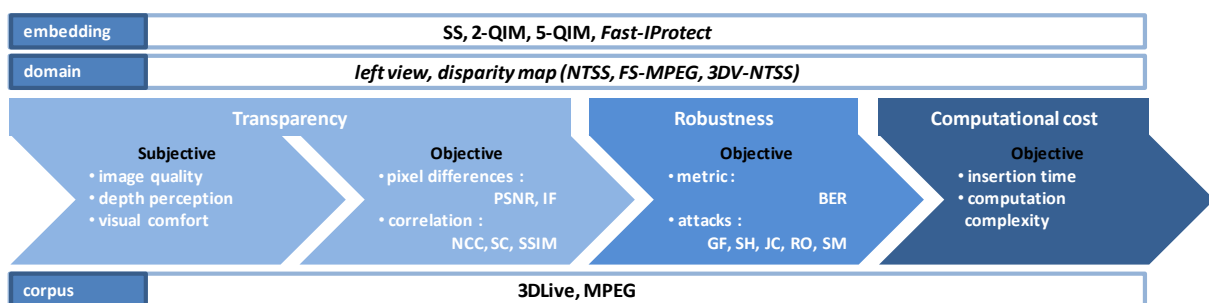 embedding
SS, 2-QIM, 5-QIM, Fast-IProtect
domain
left view, disparity map (NTSS, FS-MPEG, 3DV-NTSS)
Transparency
Subjective
• image quality
• depth perception
• visual comfort
Objective
• pixel differences :
PSNR, IF
• correlation :
NCC, SC, SSIM
Robustness
Objective
• metric :
BER
• attacks :
GF, SH, JC, RO, SM
Computational cost
Objective
• insertion time
• computation
complexity
corpus
3DLive, MPEG